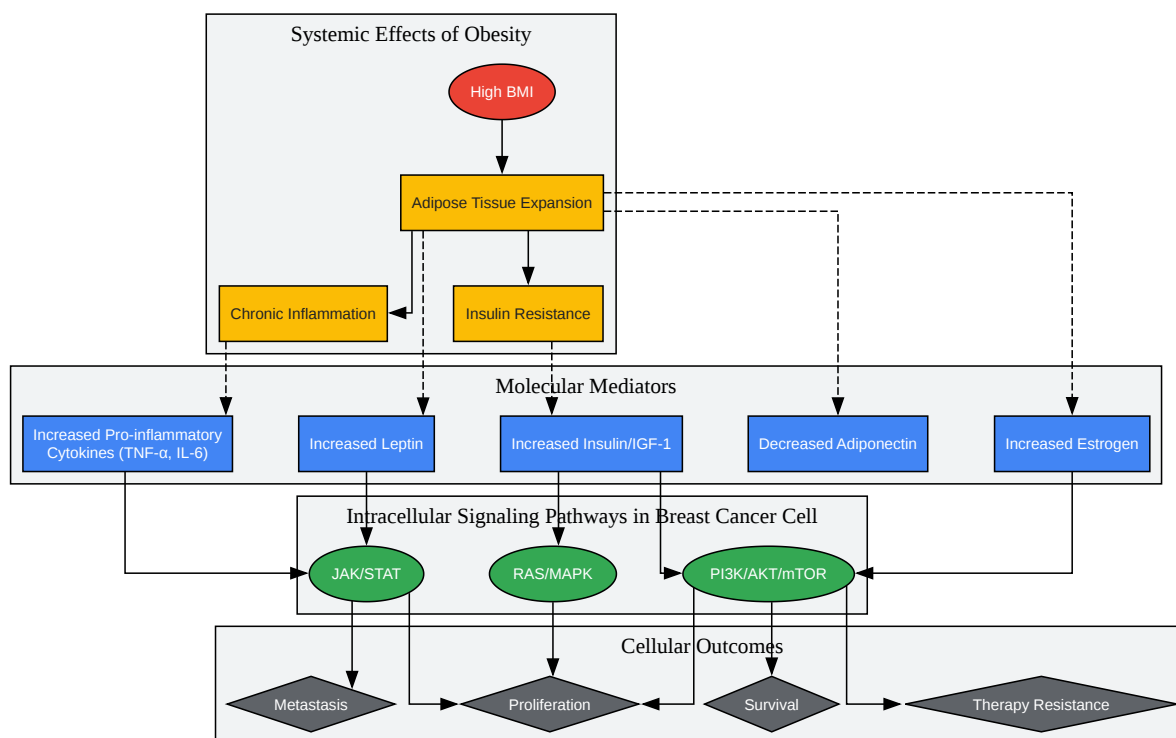 Systemic Effects of Obesity
High BMI
Adipose Tissue Expansion
Chronic Inflammation
Insulin Resistance
Molecular Mediators
Increased Pro-inflammatory
Cytokines (TNF-α, IL-6)
Increased Leptin
Increased Insulin/IGF-1
Decreased Adiponectin
Increased Estrogen
Intracellular Signaling Pathways in Breast Cancer Cell
JAK/STAT
RAS/MAPK
PI3K/AKT/mTOR
Cellular Outcomes
Metastasis
Proliferation
Survival
Therapy Resistance